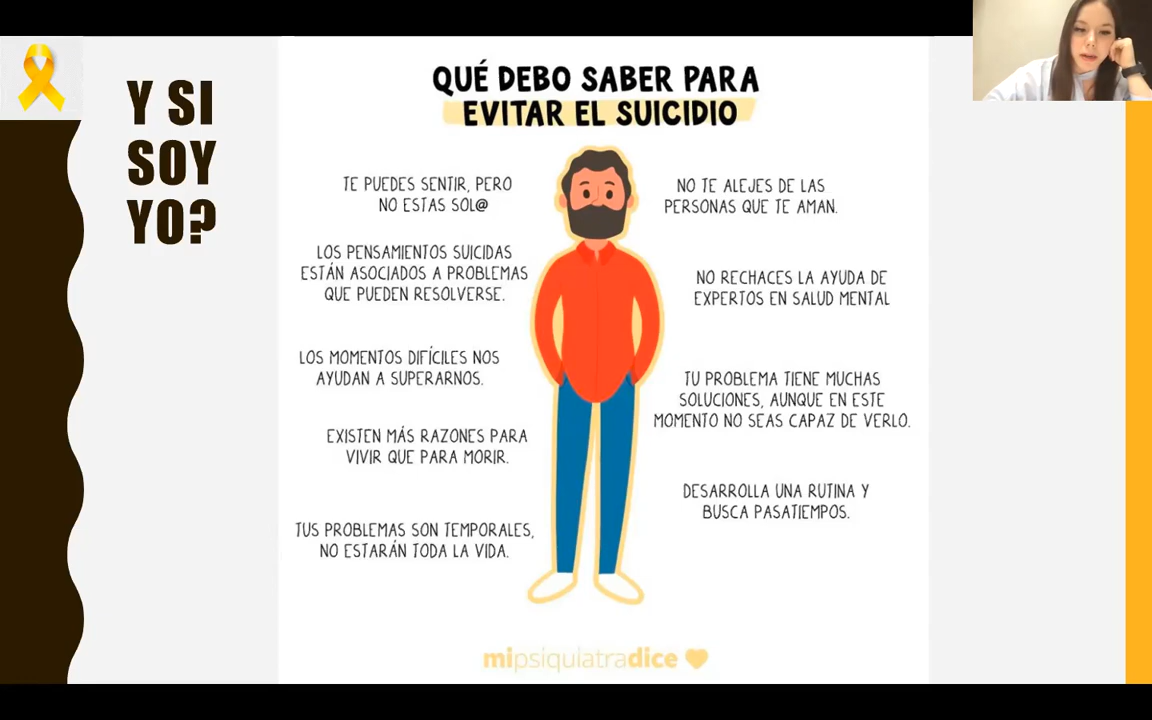 Y SI
SOY
YO?
QUÉ DEBO SABER PARA
EVITAR EL SUICIDIO
TE PUEDES SENTIR, PERO
NO ESTAS SOL@
LOS PENSAMIENTOS SUICIDAS
ESTÁN ASOCIADOS A PROBLEMAS
QUE PUEDEN RESOLVERSE.
LOS MOMENTOS DIFÍCILES NOS
AYUDAN A SUPERARNOS.
EXISTEN MÁS RAZONES PARA
VIVIR QUE PARA MORIR.
TUS PROBLEMAS SON TEMPORALES,
NO ESTARÁN TODA LA VIDA.
NO TE ALEJES DE LAS
PERSONAS QUE TE AMAN.
NO RECHACES LA AYUDA DE
EXPERTOS EN SALUD MENTAL
TU PROBLEMA TIENE MUCHAS
SOLUCIONES, AUNQUE EN ESTE
MOMENTO NO SEAS CAPAZ DE VERLO.
DESARROLLA UNA RUTINA Y
BUSCA PASATIEMPOS.
mipsiquiatradice